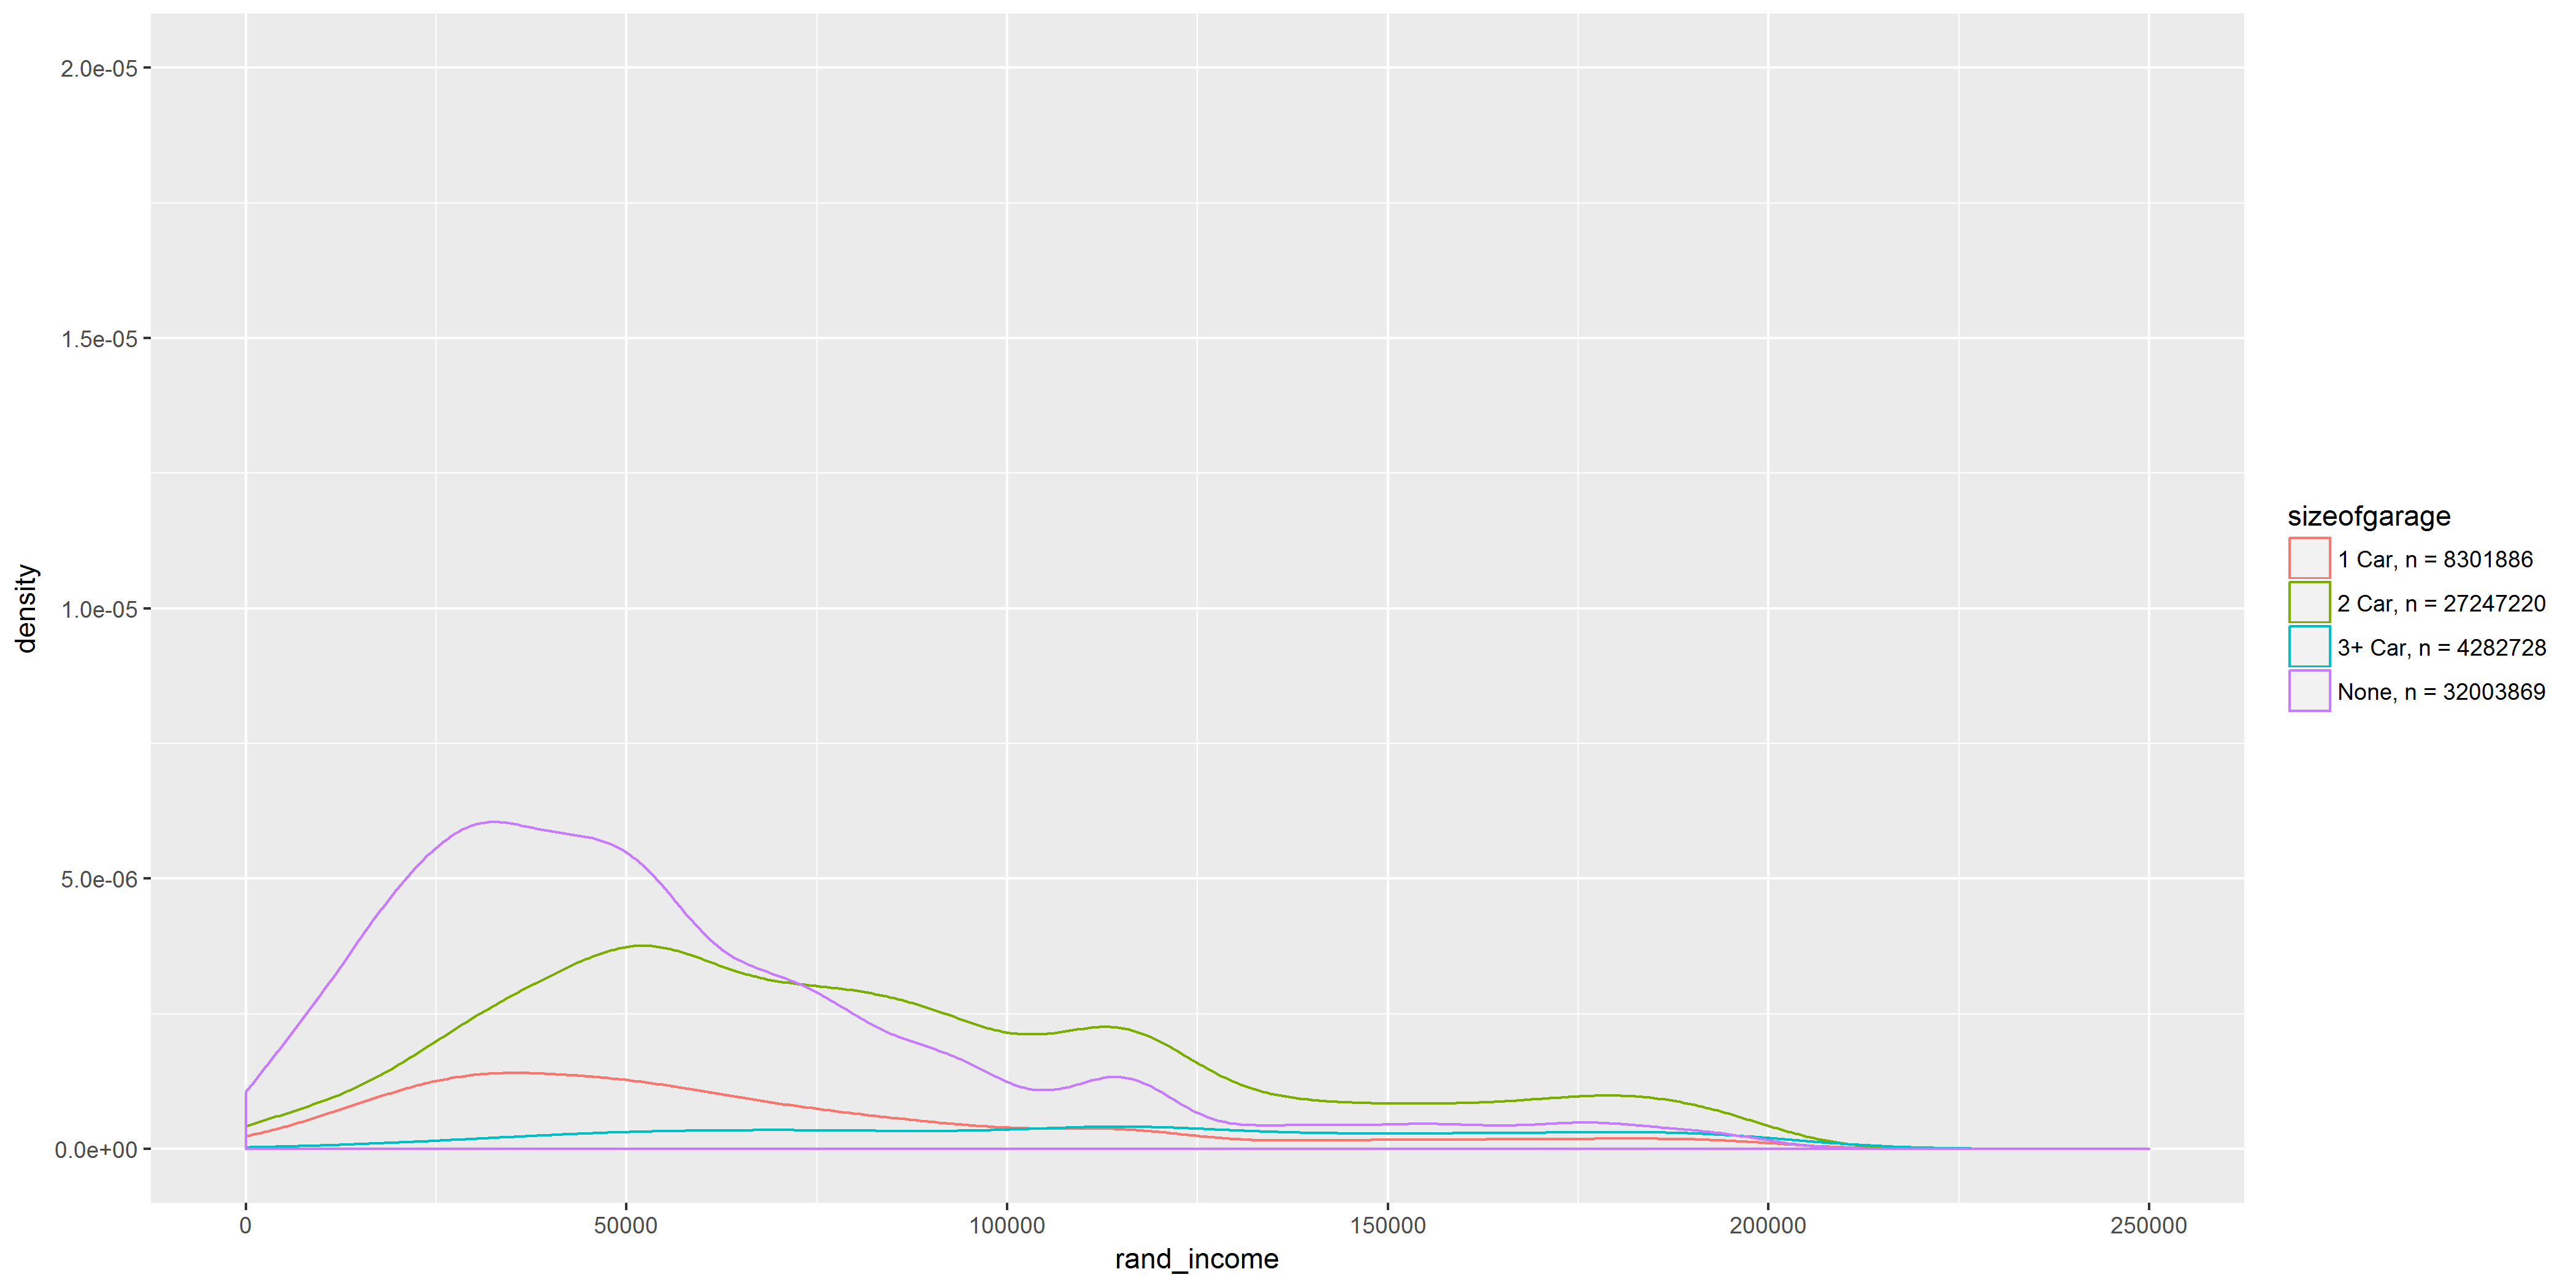 2.0e-05
1.5e-05
1.0e-05
5.0e-06
0.0e+00
density
0 50000 100000 150000 200000 250000
rand_income
sizeofgarage
1 Car, n = 8301886
2 Car, n = 27247220
3+ Car, n = 4282728
None, n = 32003869